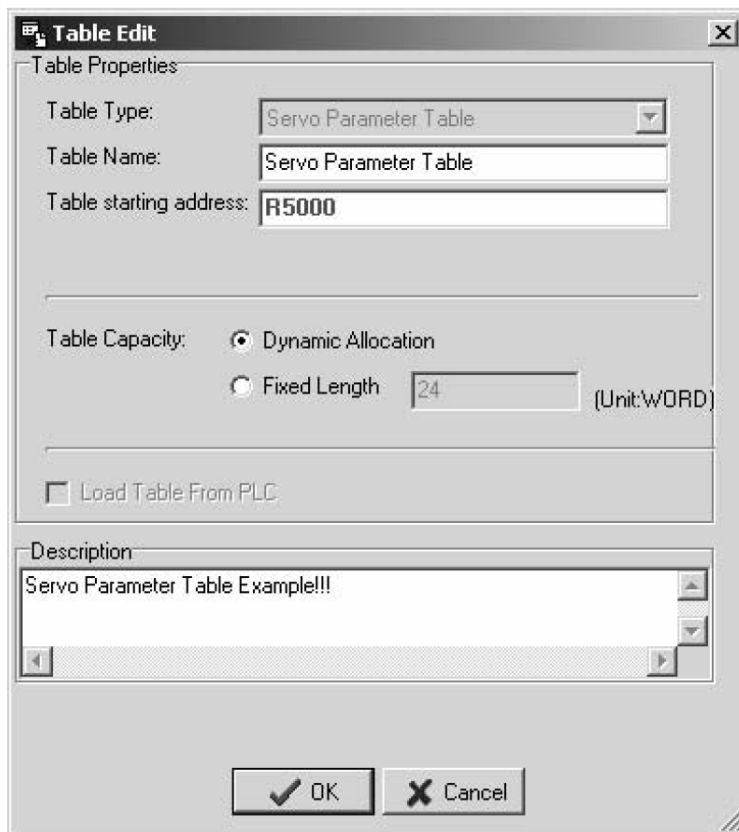 Table Edit
Table Properties
Table Type: Servo Parameter Table
Table Name: Servo Parameter Table
Table starting address: R5000
Table Capacity: Dynamic Allocation
Fixed Length 24 (Unit:WORD)
Load Table From PLC
Description
Servo Parameter Table Example!!!
OK Cancel